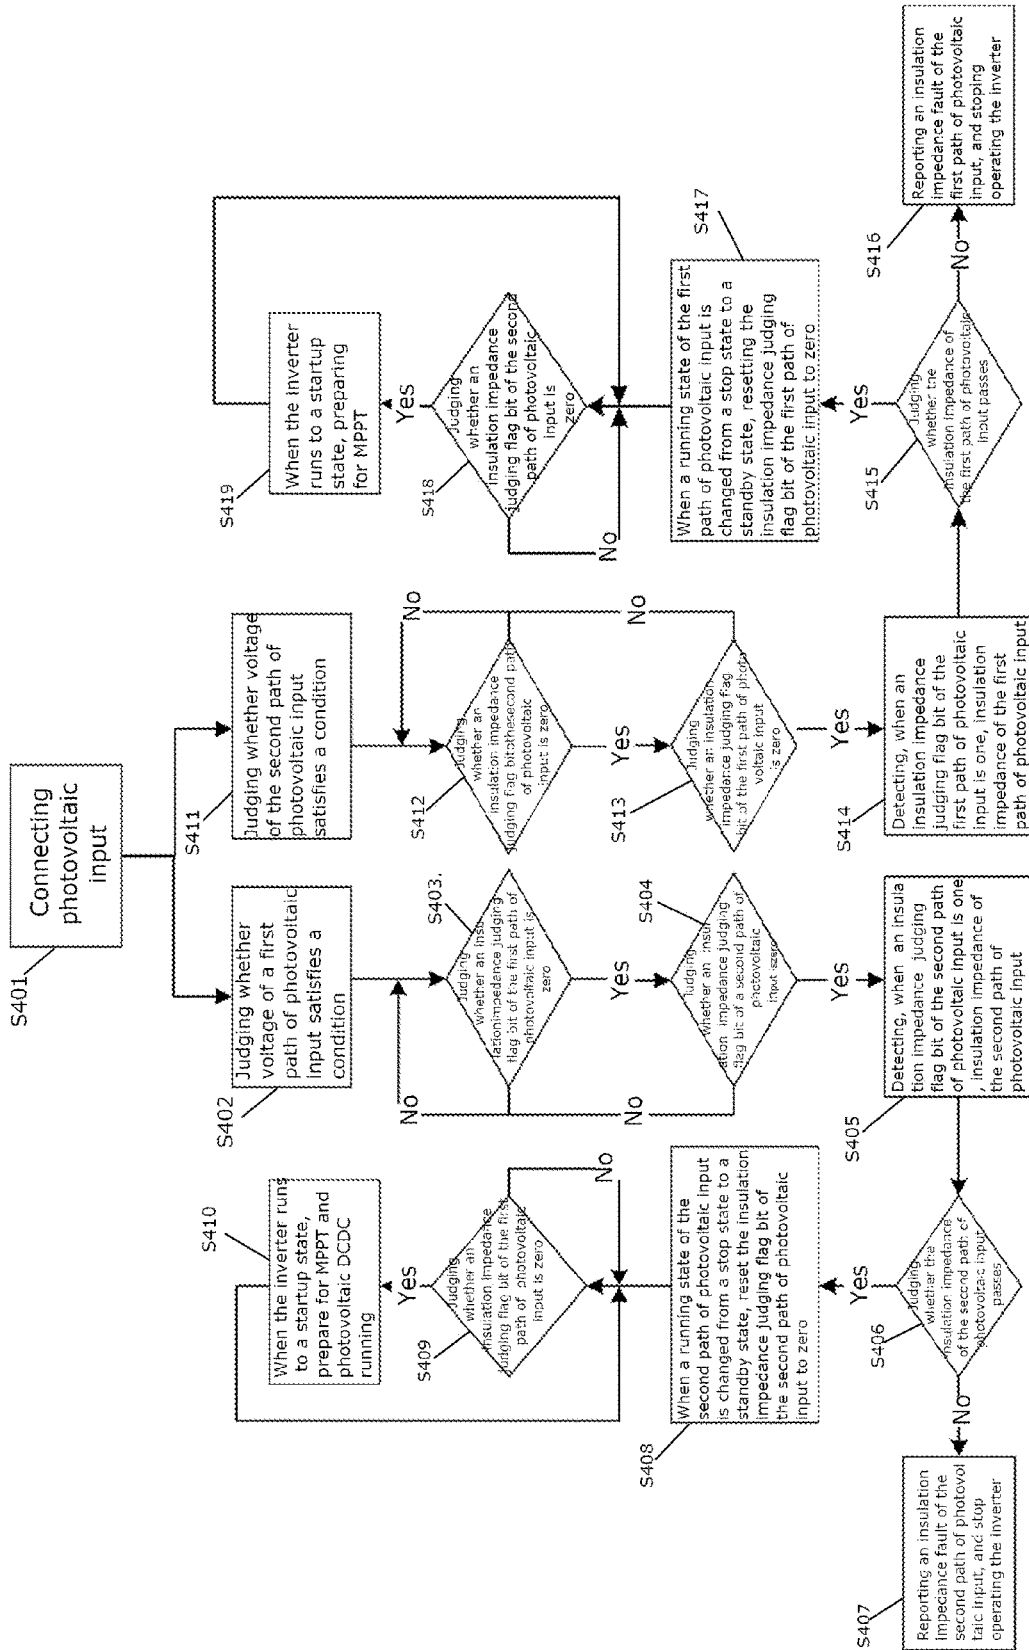 S401
Connecting
photovoltaic
input
S402
Judging whether
voltage of a first
path of photovoltaic
input satisfies a
condition
No
S403.
Judging
whether an insu
lationimpedance judging
flag bit of the first path of
photovoltaic input is
zero
Yes
S404
Judging
whether an insul
ation impedance judging
flag bit of a second path of
photovoltaic
input iszero
No
Yes
S405
Detecting, when an insula
tion impedance judging
flag bit of the second path
of photovoltaic input is one
, insulation impedance of
the second path of
photovoltaic input
S406
Judging
whether the
insulation impedance
of the second path of
photovoltaic input
passes
No
S407
Reporting an insulation
impedance fault of the
second path of photovol
taic input, and stop
operating the inverter
Yes
S408
When a running state of the
second path of photovoltaic input
is changed from a stop state to a
standby state, reset the insulation
impedance judging flag bit of
the second path of photovoltaic
input to zero
S409
Judging
whether an
insulation impedance
judging flag bit of the first
path of photovoltaic
input is zero
No
Yes
S410
When the inverter runs
to a startup state,
prepare for MPPT and
photovoltaic DCDC
running
S411
Judging whether voltage
of the second path of
photovoltaic input
satisfies a condition
No
S412
Judging
whether an
insulation impedance
judging flag bitothesecond path
of photovoltaic
input is zero
Yes
S413
Judging
whether an insulation
impedance judging flag
bit of the first path of photo
voltaic input
is zero
No
Yes
S414
Detecting, when an
insulation impedance
judging flag bit of the
first path of photovoltaic
input is one, insulation
impedance of the first
path of photovoltaic input
S415
Judging
whether the
insulation impedance of
the first path of photovoltaic
input passes
No
S416
Reporting an insulation
impedance fault of the
first path of photovoltaic
input, and stoping
operating the inverter
Yes
S417
When a running state of the first
path of photovoltaic input is
changed from a stop state to a
standby state, resetting the
insulation impedance judging
flag bit of the first path of
photovoltaic input to zero
S418
Judging
whether an
insulation impedance
judging flag bit of the second
path of photovoltaic
input is
zero
No
Yes
S419
When the inverter
runs to a startup
state, preparing
for MPPT